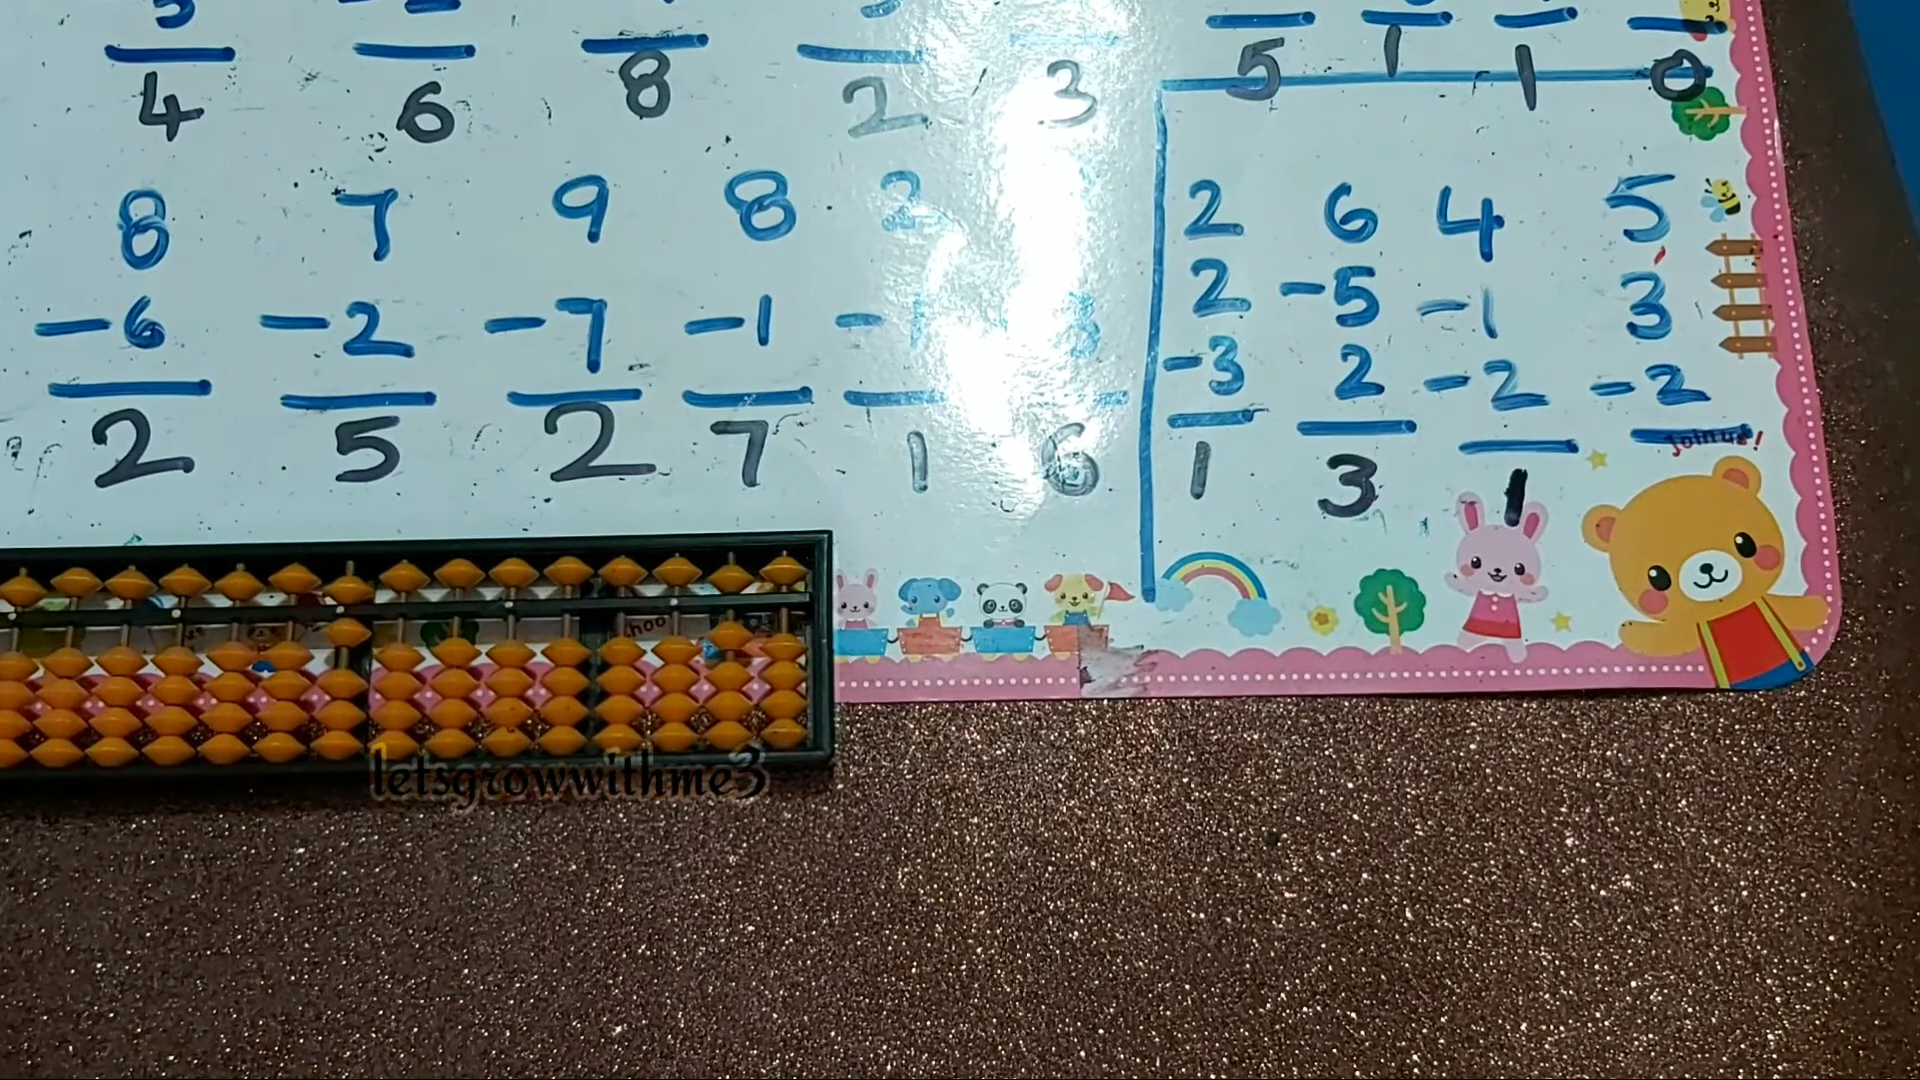 4 6 8 2 3 5 1 1 0
8 7 9 8 2
-6 -2 -7 -1 -1 3
2 5 2 7 1 6
2 6 4 5
2 -5 -1 3
-3 2 -2 -2
1 3 1
Join us!
letsgrowwithme3